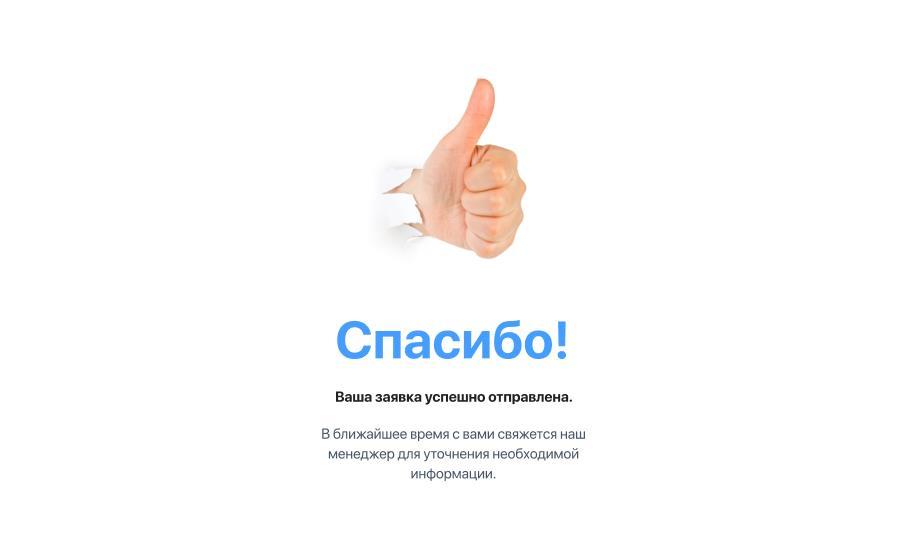 Спасибо!
Ваша заявка успешно отправлена.
В ближайшее время с вами свяжется наш
менеджер для уточнения необходимой
информации.